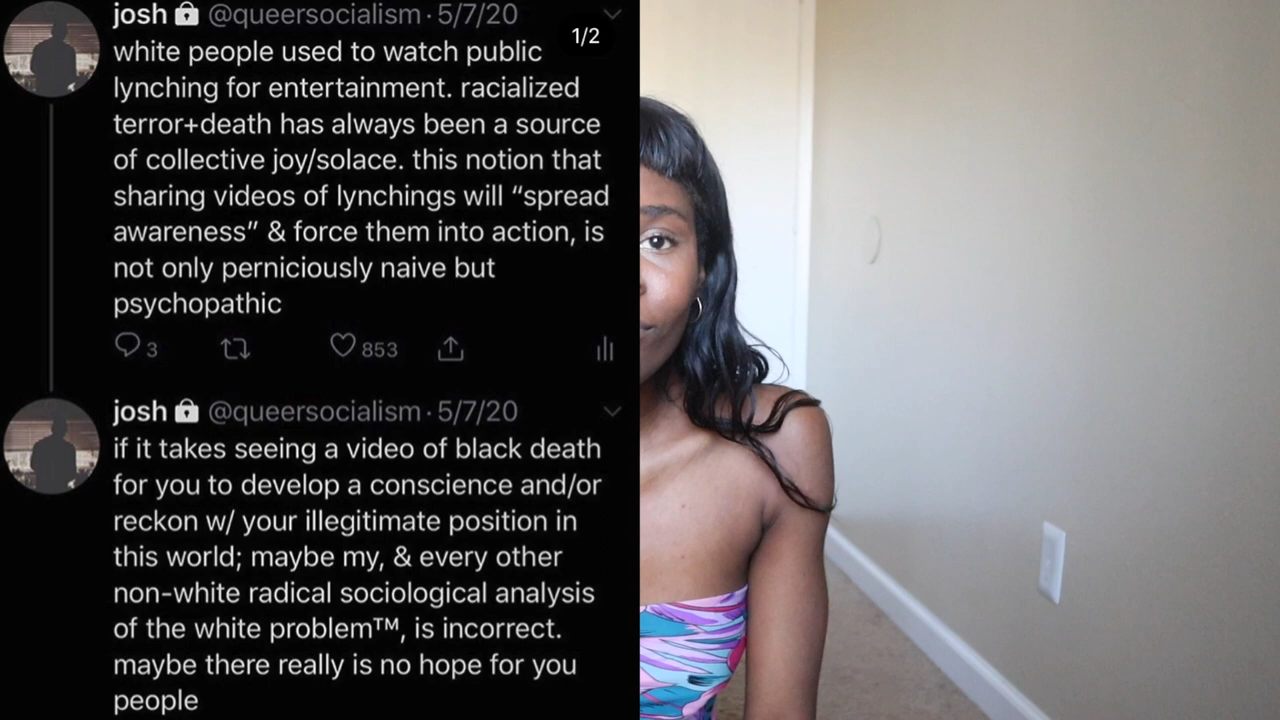 josh @queersocialism · 5/7/20
1/2
white people used to watch public
lynching for entertainment. racialized
terror+death has always been a source
of collective joy/solace. this notion that
sharing videos of lynchings will “spread
awareness” & force them into action, is
not only perniciously naive but
psychopathic
3 853
josh @queersocialism · 5/7/20
if it takes seeing a video of black death
for you to develop a conscience and/or
reckon w/ your illegitimate position in
this world; maybe my, & every other
non-white radical sociological analysis
of the white problem™, is incorrect.
maybe there really is no hope for you
people